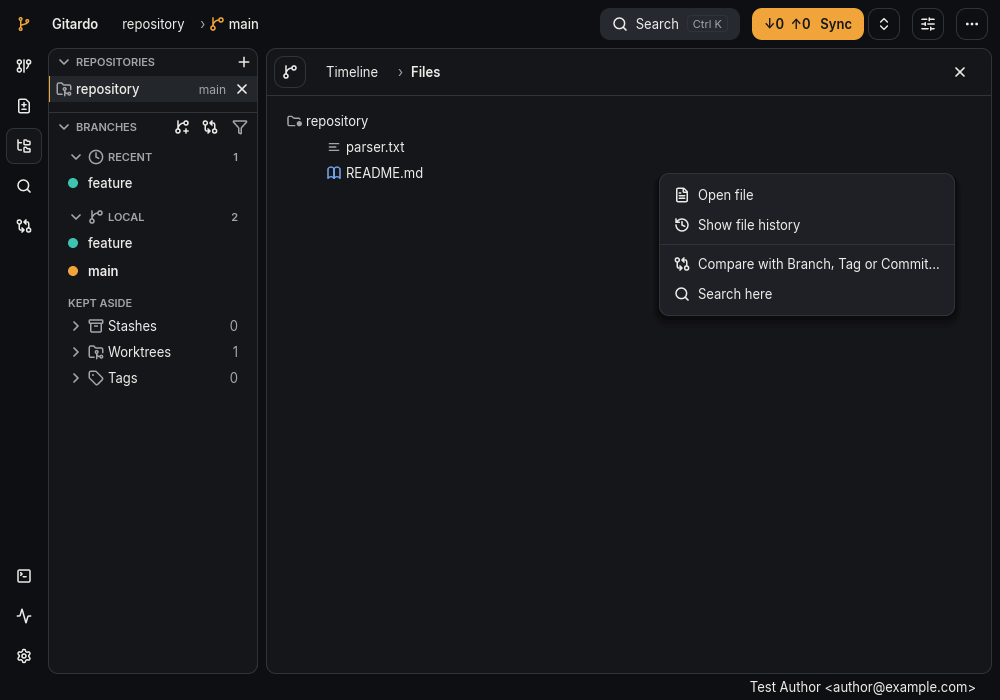 Gitardo repository › main Search Ctrl K ↓0 ↑0 Sync
REPOSITORIES
repository main
BRANCHES
RECENT 1
feature
LOCAL 2
feature
main
KEPT ASIDE
Stashes 0
Worktrees 1
Tags 0
Timeline › Files
repository
parser.txt
README.md
Open file
Show file history
Compare with Branch, Tag or Commit...
Search here
Test Author <author@example.com>